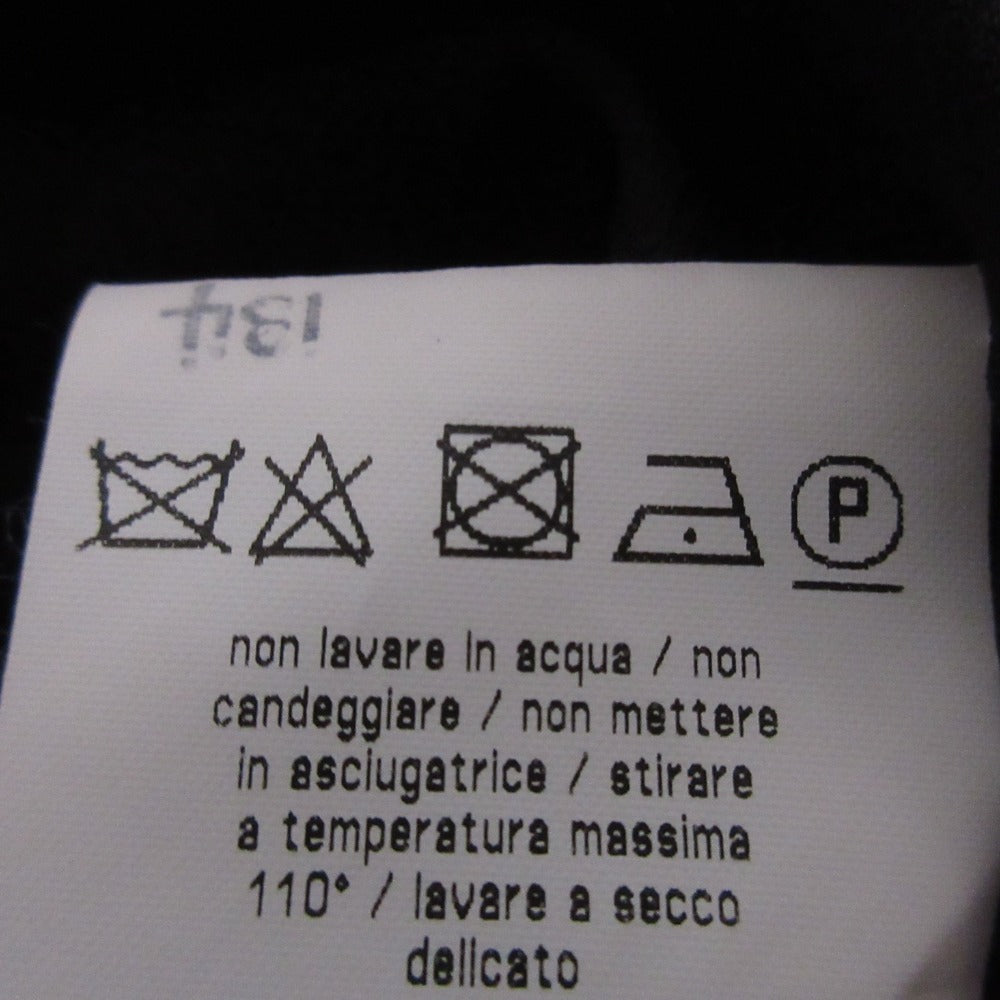 P
non lavare in acqua / non
candeggiare / non mettere
in asciugatrice / stirare
a temperatura massima
110° / lavare a secco
delicato